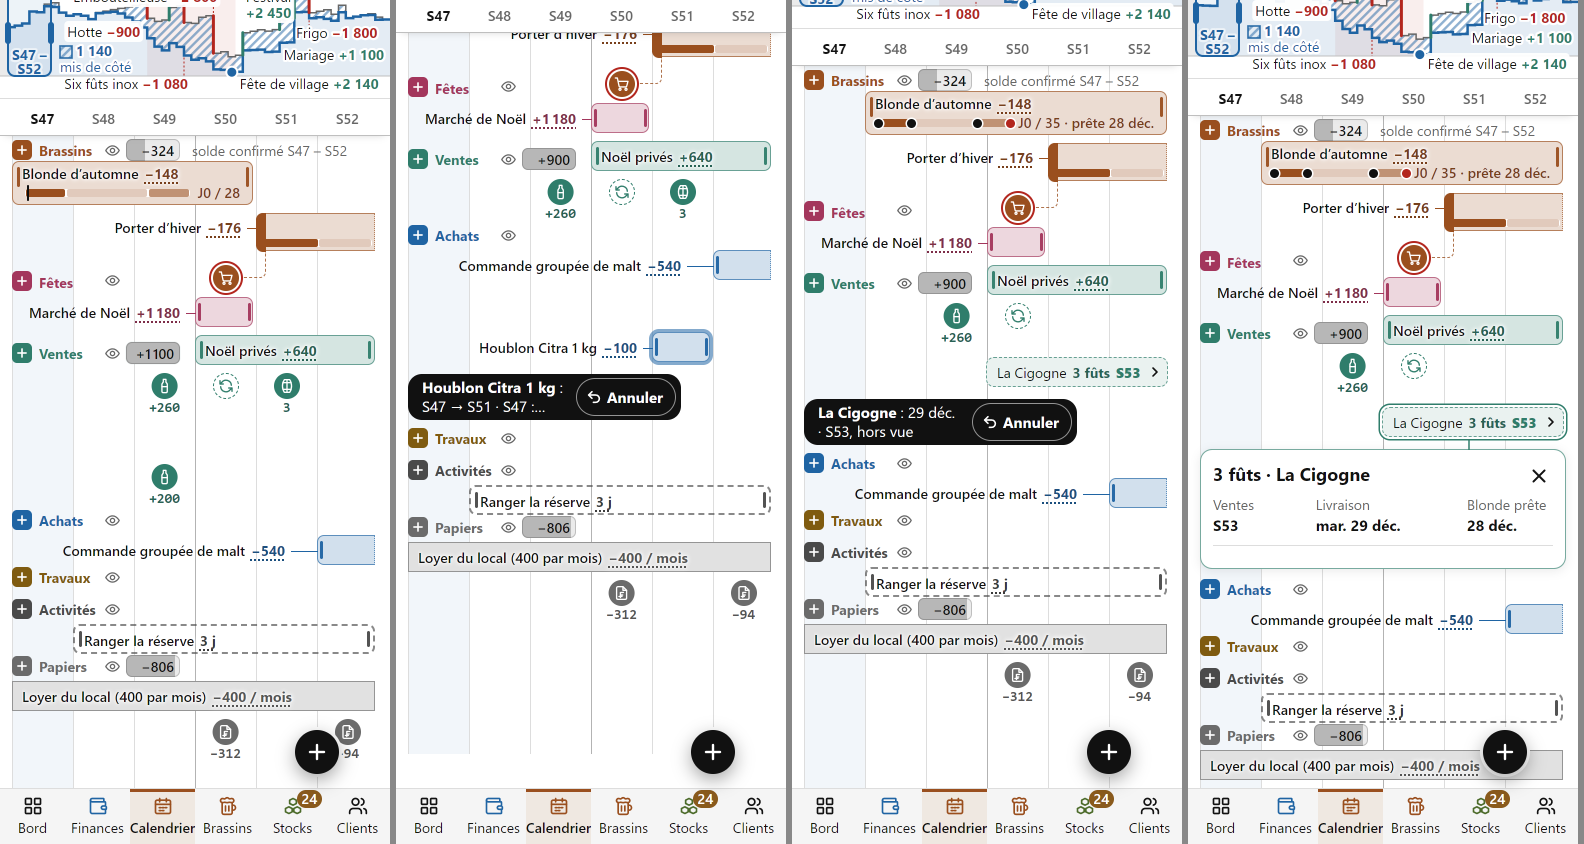 Hotte −900
+2 450
Frigo −1 800
S47 –
S52
1 140
mis de côté
Mariage +1 100
Six fûts inox −1 080
Fête de village +2 140
S47 S48 S49 S50 S51 S52
Brassins −324 solde confirmé S47 – S52
Blonde d’automne −148
J0 / 28
Porter d’hiver −176
Fêtes
Marché de Noël +1180
Ventes +1100 Noël privés +640
+260 3
+200
Achats
Commande groupée de malt −540
Travaux
Activités
Ranger la réserve 3 j
Papiers −806
Loyer du local (400 par mois) −400 / mois
−312 94
Bord Finances Calendrier Brassins Stocks 24 Clients
S47 S48 S49 S50 S51 S52
Porter d’hiver −176
Fêtes
Marché de Noël +1180
Ventes +900 Noël privés +640
+260 3
Achats
Commande groupée de malt −540
Houblon Citra 1 kg −100
Houblon Citra 1 kg :
S47 → S51 · S47 :...
Annuler
Travaux
Activités
Ranger la réserve 3 j
Papiers −806
Loyer du local (400 par mois) −400 / mois
−312 −94
Bord Finances Calendrier Brassins Stocks 24 Clients
Six fûts inox −1 080
Fête de village +2 140
S47 S48 S49 S50 S51 S52
Brassins −324 solde confirmé S47 – S52
Blonde d’automne −148
J0 / 35 · prête 28 déc.
Porter d’hiver −176
Fêtes
Marché de Noël +1180
Ventes +900 Noël privés +640
+260
La Cigogne 3 fûts S53
La Cigogne : 29 déc.
· S53, hors vue
Annuler
Achats
Commande groupée de malt −540
Travaux
Activités
Ranger la réserve 3 j
Papiers −806
Loyer du local (400 par mois) −400 / mois
−312 −94
Bord Finances Calendrier Brassins Stocks 24 Clients
Hotte −900
Frigo −1 800
S47 –
S52
1 140
mis de côté
Mariage +1 100
Six fûts inox −1 080
Fête de village +2 140
S47 S48 S49 S50 S51 S52
Brassins −324 solde confirmé S47 – S52
Blonde d’automne −148
J0 / 35 · prête 28 déc.
Porter d’hiver −176
Fêtes
Marché de Noël +1180
Ventes +900 Noël privés +640
+260
La Cigogne 3 fûts S53
3 fûts · La Cigogne
Ventes Livraison Blonde prête
S53 mar. 29 déc. 28 déc.
Achats
Commande groupée de malt −540
Travaux
Activités
Ranger la réserve 3 j
Papiers −806
Loyer du local (400 par mois) −400 / mois
Bord Finances Calendrier Brassins Stocks 24 Clients